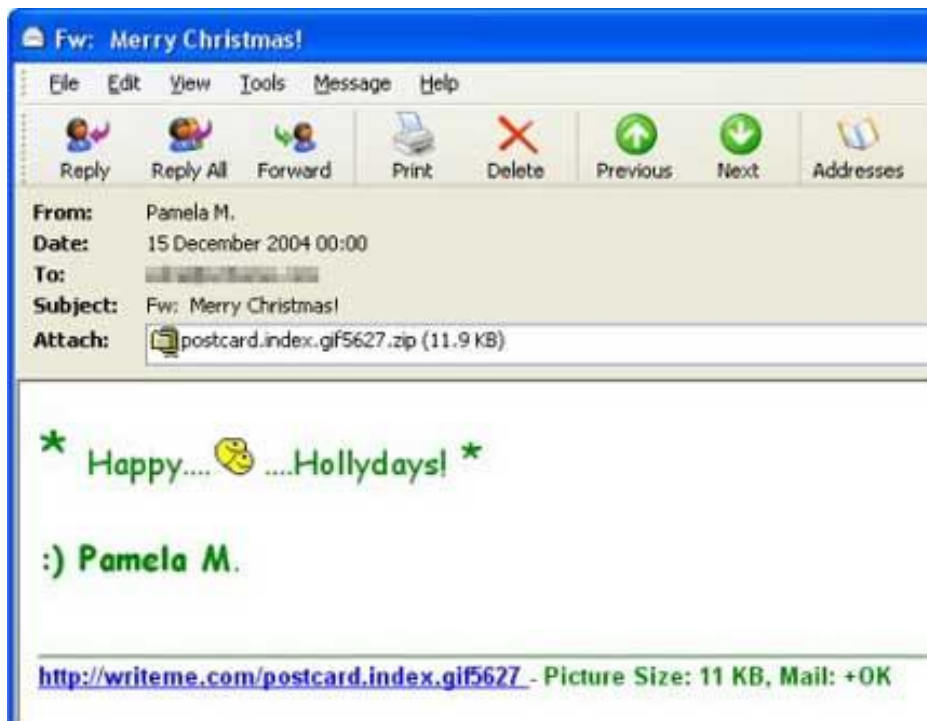 Fw: Merry Christmas!
File Edit View Tools Message Help
Reply Reply All Forward Print Delete Previous Next Addresses
From: Pamela M.
Date: 15 December 2004 00:00
To:
Subject: Fw: Merry Christmas!
Attach: postcard.index.gif5627.zip (11.9 KB)
* Happy.... ....Hollydays! *
:) Pamela M.
http://writeme.com/postcard.index.gif5627 - Picture Size: 11 KB, Mail: +OK